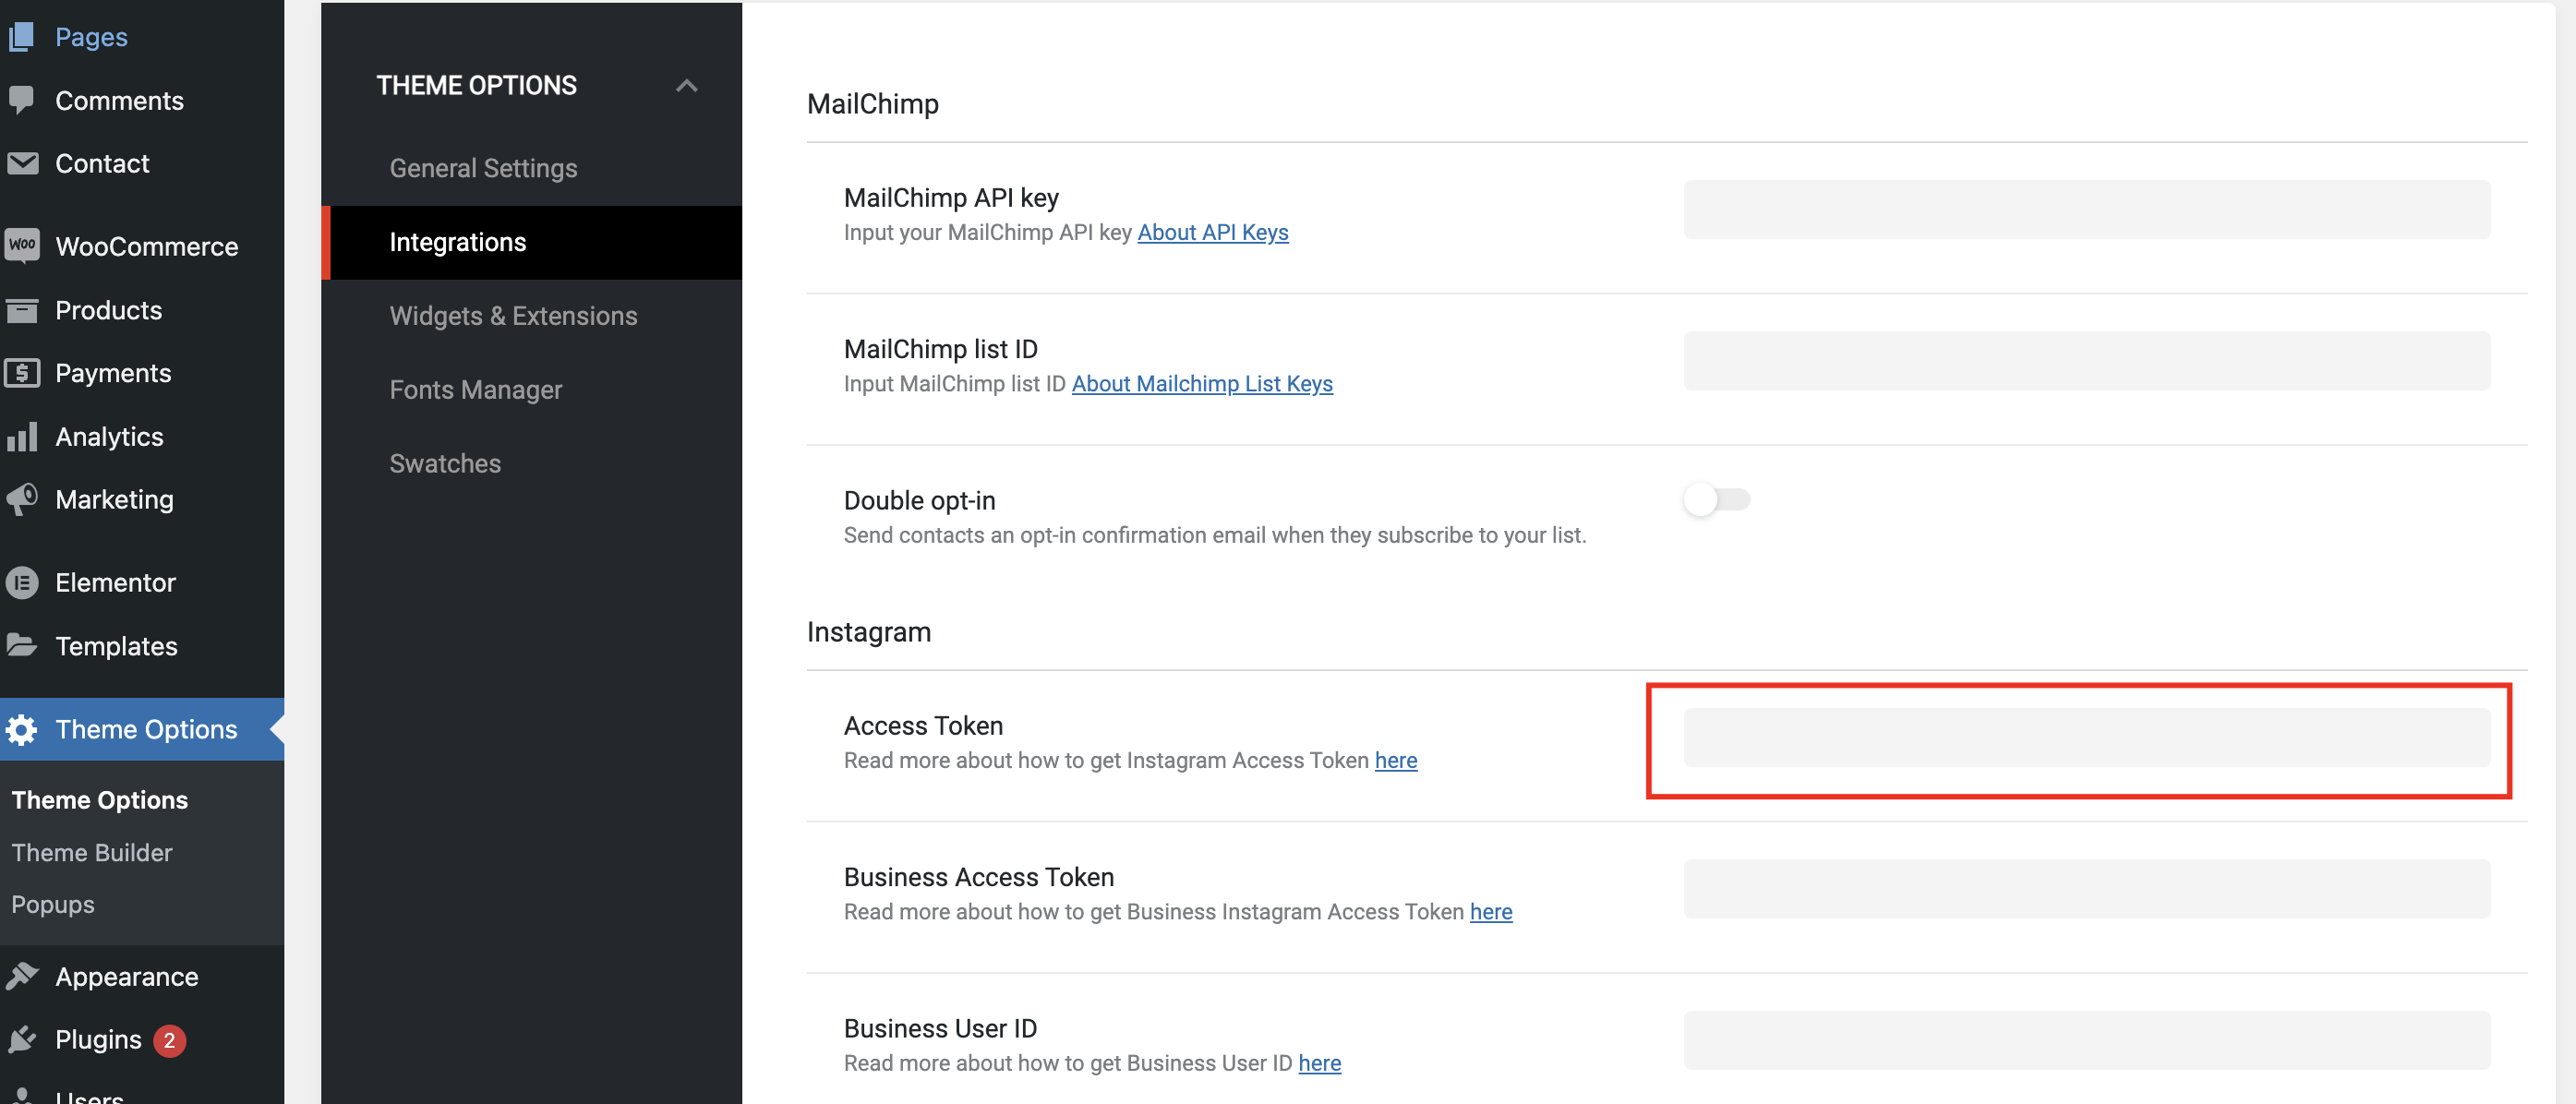 Pages
Comments
Contact
Woo WooCommerce
Products
Payments
Analytics
Marketing
Elementor
Templates
Theme Options
Theme Options
Theme Builder
Popups
Appearance
Plugins 2
Users
THEME OPTIONS
General Settings
Integrations
Widgets & Extensions
Fonts Manager
Swatches
MailChimp
MailChimp API key
Input your MailChimp API key About API Keys
MailChimp list ID
Input MailChimp list ID About Mailchimp List Keys
Double opt-in
Send contacts an opt-in confirmation email when they subscribe to your list.
Instagram
Access Token
Read more about how to get Instagram Access Token here
Business Access Token
Read more about how to get Business Instagram Access Token here
Business User ID
Read more about how to get Business User ID here